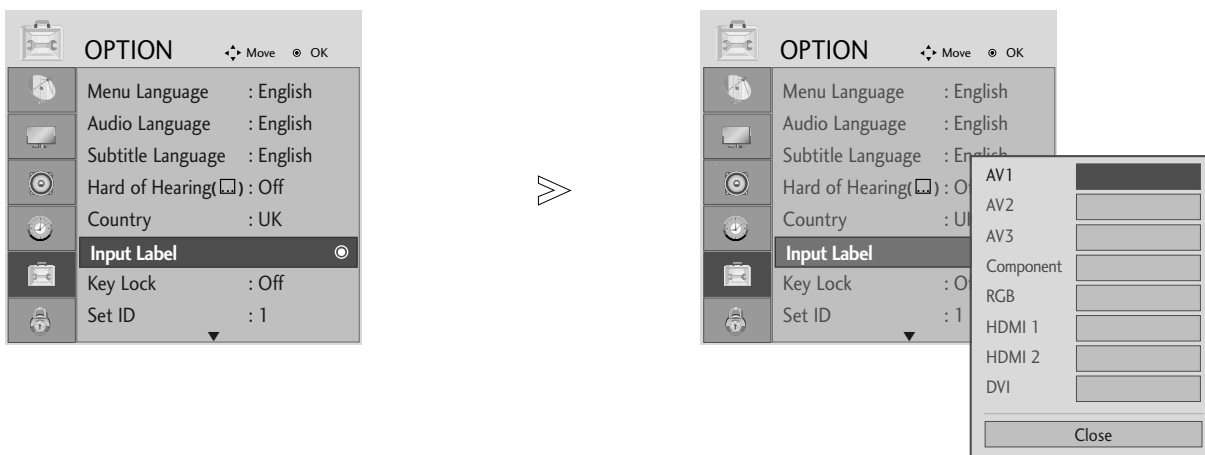 OPTION Move OK
Menu Language : English
Audio Language : English
Subtitle Language : English
Hard of Hearing( ) : Off
Country : UK
Input Label
Key Lock : Off
Set ID : 1
OPTION Move OK
Menu Language : English
Audio Language : English
Subtitle Language : English
Hard of Hearing( ) : O
Country : U
Input Label
Key Lock : O
Set ID : 1
AV1
AV2
AV3
Component
RGB
HDMI 1
HDMI 2
DVI
Close